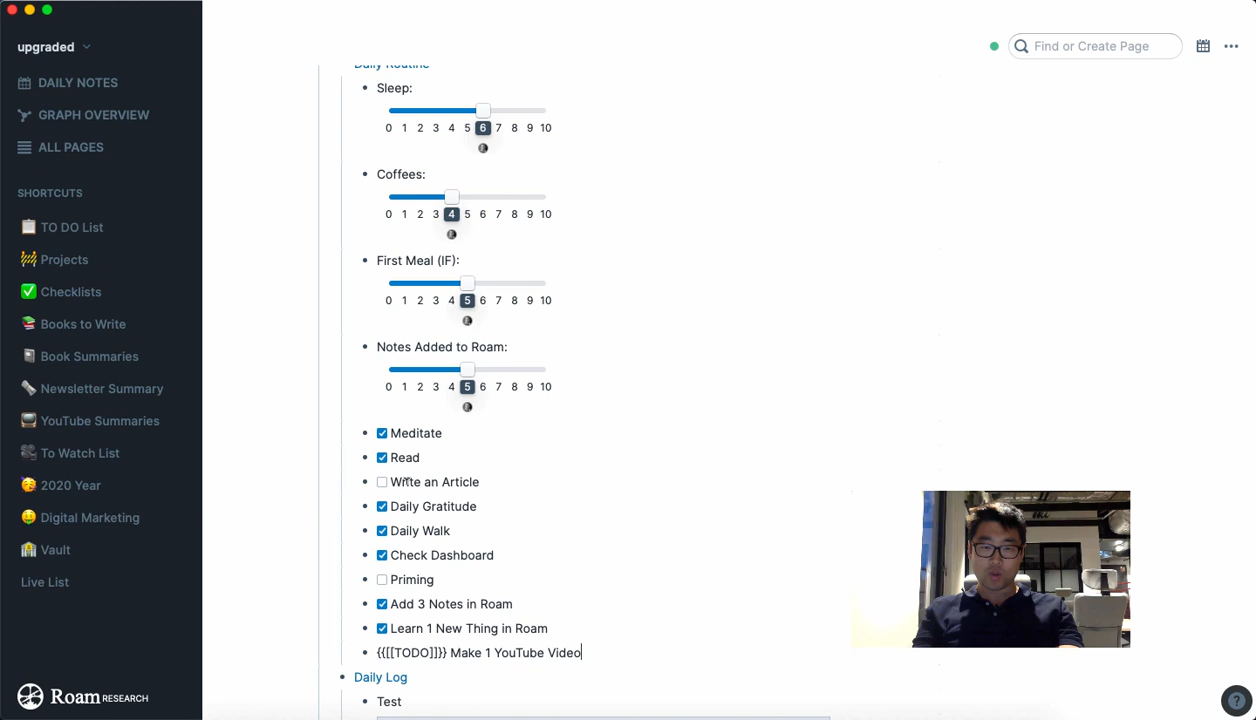 upgraded
Find or Create Page
DAILY NOTES
GRAPH OVERVIEW
ALL PAGES
SHORTCUTS
TO DO List
Projects
Checklists
Books to Write
Book Summaries
Newsletter Summary
YouTube Summaries
To Watch List
2020 Year
Digital Marketing
Vault
Live List
Roam RESEARCH
Daily Routine
Sleep:
0 1 2 3 4 5 6 7 8 9 10
Coffees:
0 1 2 3 4 5 6 7 8 9 10
First Meal (IF):
0 1 2 3 4 5 6 7 8 9 10
Notes Added to Roam:
0 1 2 3 4 5 6 7 8 9 10
Meditate
Read
Write an Article
Daily Gratitude
Daily Walk
Check Dashboard
Priming
Add 3 Notes in Roam
Learn 1 New Thing in Roam
{{[[TODO]]}} Make 1 YouTube Video
Daily Log
Test
?